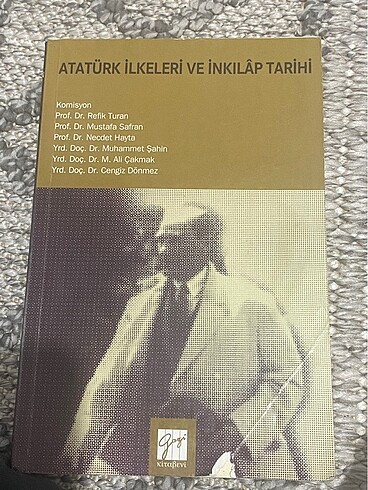 ATATÜRK İLKELERİ VE İNKILÂP TARİHİ
Komisyon
Prof. Dr. Refik Turan
Prof. Dr. Mustafa Safran
Prof. Dr. Necdet Hayta
Yrd. Doç. Dr. Muhammet Şahin
Yrd. Doç. Dr. M. Ali Çakmak
Yrd. Doç. Dr. Cengiz Dönmez
gazi
kitabevi